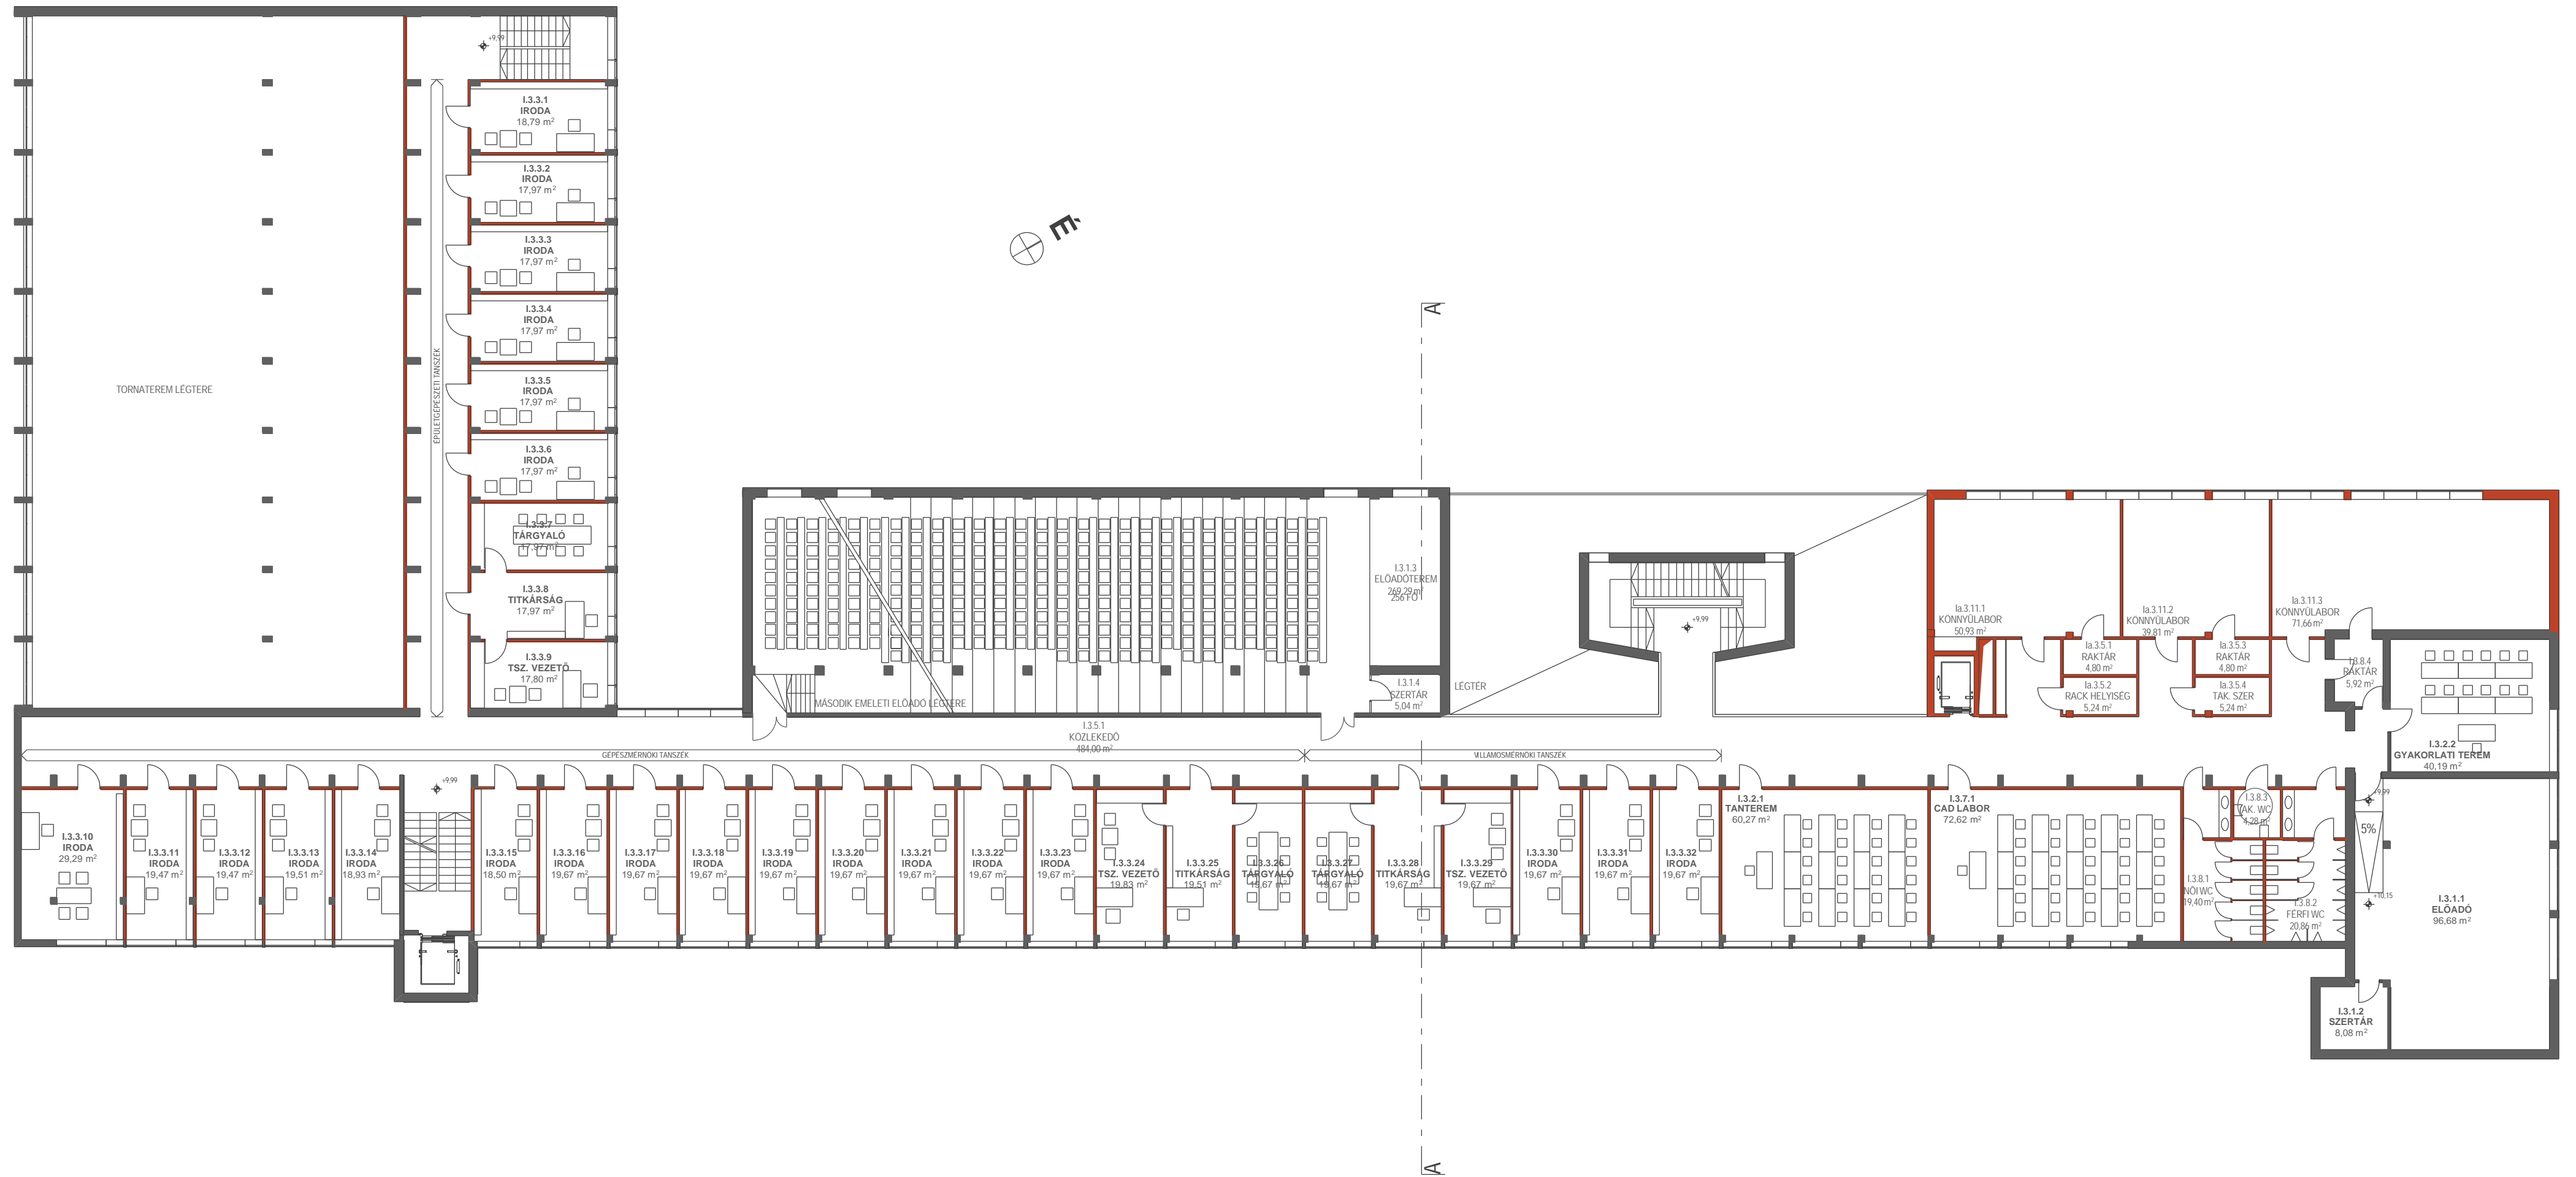 +9,99
I.3.3.1
IRODA
18,79 m²
I.3.3.2
IRODA
17,97 m²
I.3.3.3
IRODA
17,97 m²
I.3.3.4
IRODA
17,97 m²
I.3.3.5
IRODA
17,97 m²
I.3.3.6
IRODA
17,97 m²
I.3.3.7
TÁRGYALÓ
17,97 m²
I.3.3.8
TITKÁRSÁG
17,97 m²
I.3.3.9
TSZ. VEZETŐ
17,80 m²
TORNATEREM LÉGTERE
ÉPÜLETGÉPÉSZETI TANSZÉK
É
A
I.3.1.3
ELŐADÓTEREM
269,29 m²
256 FŐ
I.3.1.4
SZERTÁR
5,04 m²
MÁSODIK EMELETI ELŐADÓ LÉGTERE
LÉGTÉR
+9,99
Ia.3.11.1
KÖNNYŰLABOR
50,93 m²
Ia.3.11.2
KÖNNYŰLABOR
39,81 m²
Ia.3.11.3
KÖNNYŰLABOR
71,66 m²
Ia.3.5.1
RAKTÁR
4,80 m²
Ia.3.5.2
RACK HELYISÉG
5,24 m²
Ia.3.5.3
RAKTÁR
4,80 m²
Ia.3.5.4
TAK. SZER
5,24 m²
I.3.8.4
RAKTÁR
5,92 m²
I.3.2.2
GYAKORLATI TEREM
40,19 m²
I.3.5.1
KÖZLEKEDŐ
484,00 m²
GÉPÉSZMÉRNÖKI TANSZÉK
VILLAMOSMÉRNÖKI TANSZÉK
+9,99
I.3.3.10
IRODA
29,29 m²
I.3.3.11
IRODA
19,47 m²
I.3.3.12
IRODA
19,47 m²
I.3.3.13
IRODA
19,51 m²
I.3.3.14
IRODA
18,93 m²
I.3.3.15
IRODA
18,50 m²
I.3.3.16
IRODA
19,67 m²
I.3.3.17
IRODA
19,67 m²
I.3.3.18
IRODA
19,67 m²
I.3.3.19
IRODA
19,67 m²
I.3.3.20
IRODA
19,67 m²
I.3.3.21
IRODA
19,67 m²
I.3.3.22
IRODA
19,67 m²
I.3.3.23
IRODA
19,67 m²
I.3.3.24
TSZ. VEZETŐ
19,83 m²
I.3.3.25
TITKÁRSÁG
19,51 m²
I.3.3.26
TÁRGYALÓ
19,67 m²
I.3.3.27
TÁRGYALÓ
19,67 m²
I.3.3.28
TITKÁRSÁG
19,67 m²
I.3.3.29
TSZ. VEZETŐ
19,67 m²
I.3.3.30
IRODA
19,67 m²
I.3.3.31
IRODA
19,67 m²
I.3.3.32
IRODA
19,67 m²
I.3.2.1
TANTEREM
60,27 m²
I.3.7.1
CAD LABOR
72,62 m²
I.3.8.1
NŐI WC
19,40 m²
I.3.8.3
TAK. WC
4,28 m²
I.3.8.2
FÉRFI WC
20,86 m²
+9,99
5%
+10,15
I.3.1.1
ELŐADÓ
96,68 m²
I.3.1.2
SZERTÁR
8,08 m²
A